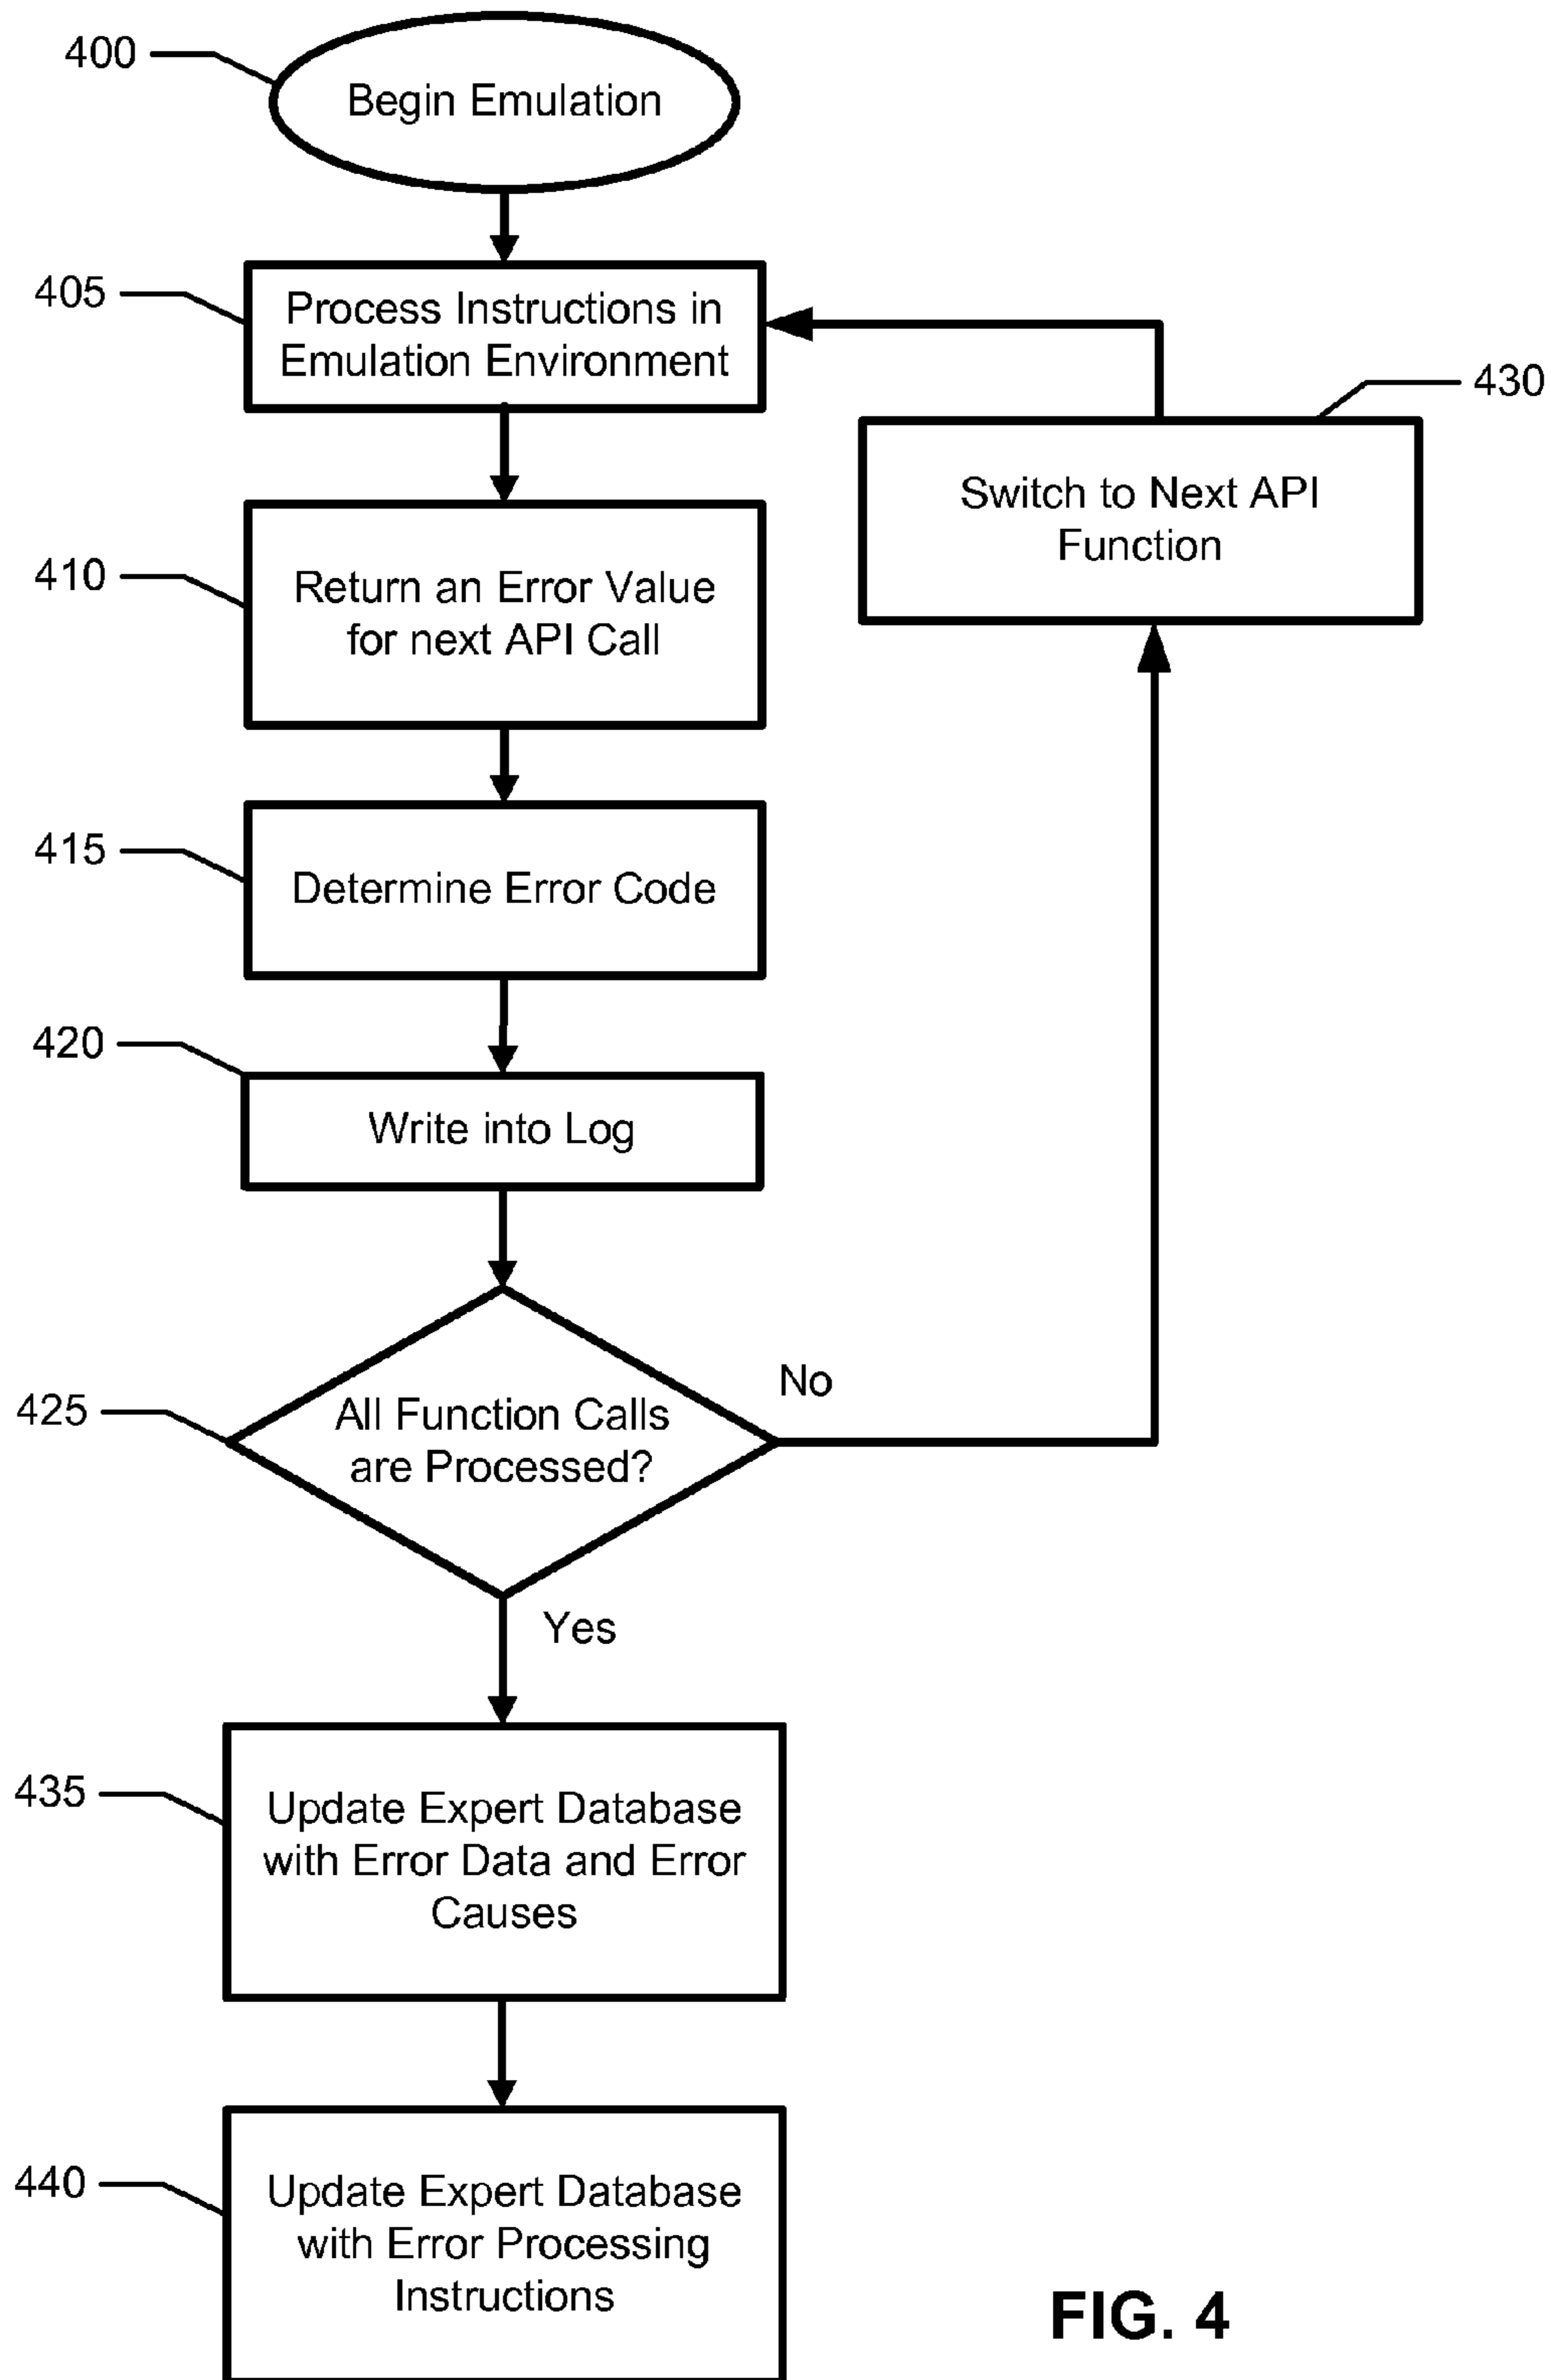 400
Begin Emulation
405
Process Instructions in
Emulation Environment
430
Switch to Next API
Function
410
Return an Error Value
for next API Call
415
Determine Error Code
420
Write into Log
425
All Function Calls
are Processed?
No
Yes
435
Update Expert Database
with Error Data and Error
Causes
440
Update Expert Database
with Error Processing
Instructions
FIG. 4